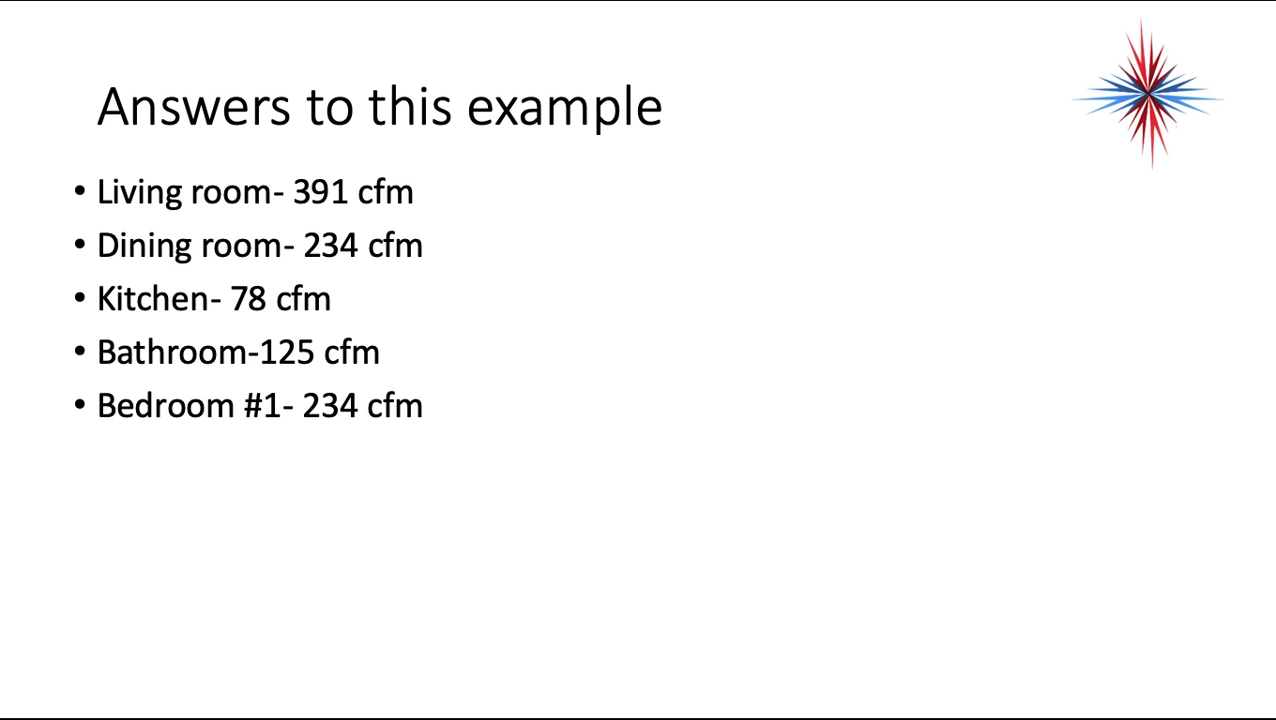 Answers to this example
• Living room- 391 cfm
• Dining room- 234 cfm
• Kitchen- 78 cfm
• Bathroom-125 cfm
• Bedroom #1- 234 cfm